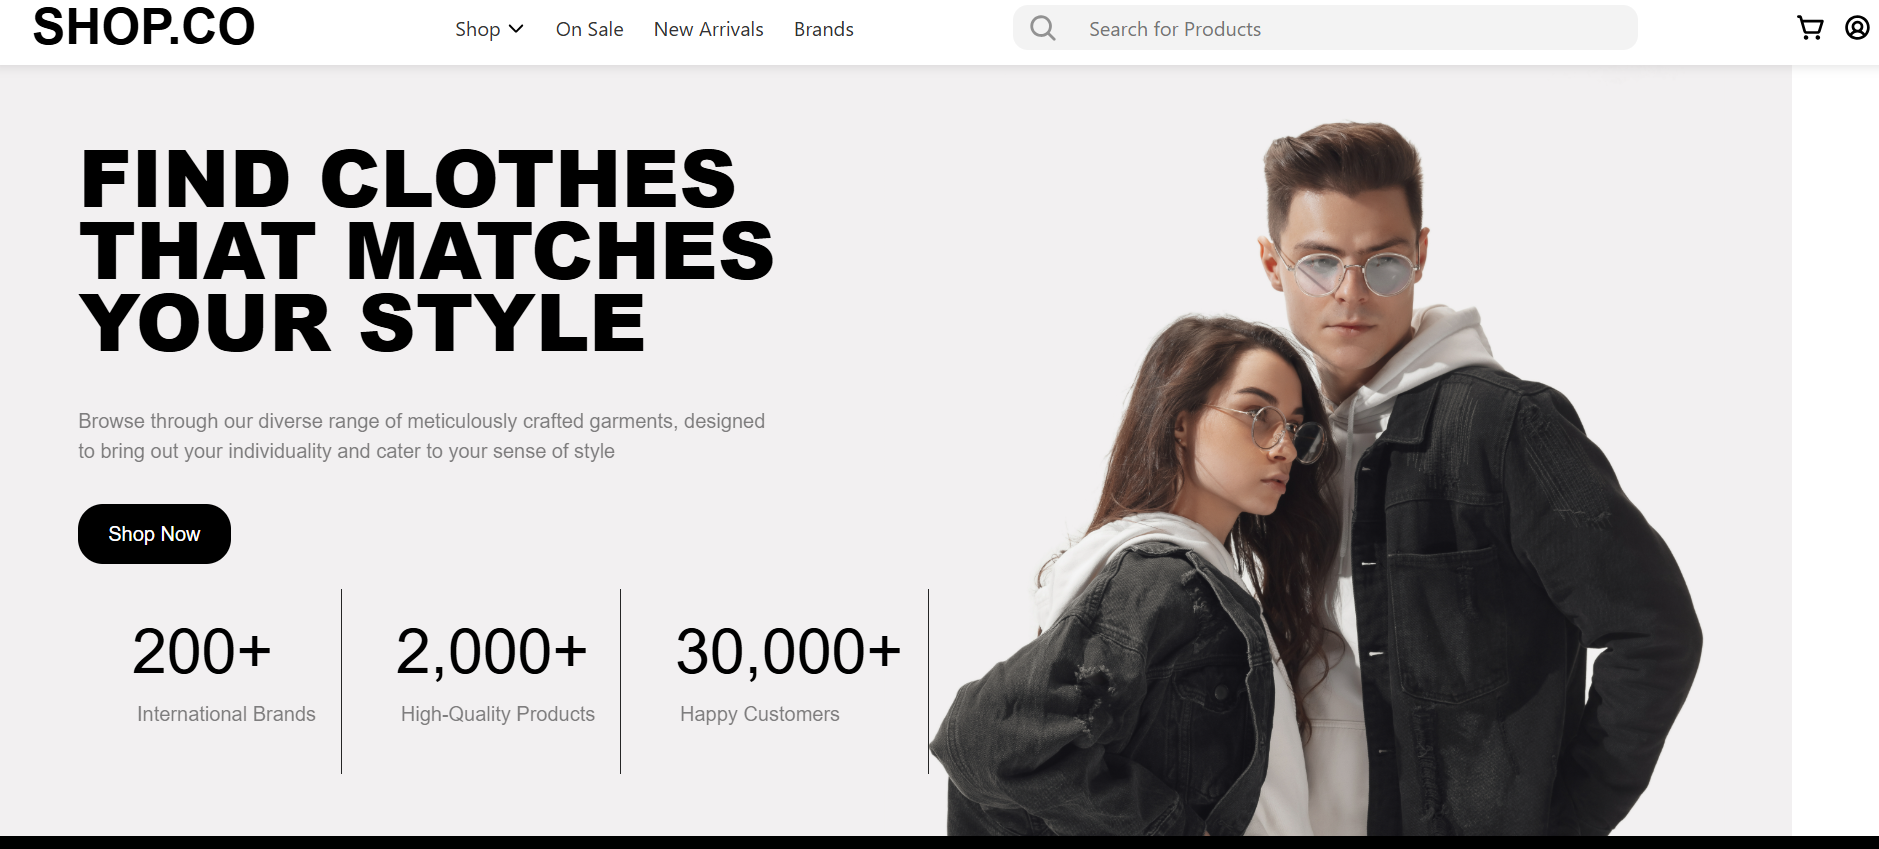 SHOP.CO
Shop
On Sale
New Arrivals
Brands
Search for Products
FIND CLOTHES
THAT MATCHES
YOUR STYLE
Browse through our diverse range of meticulously crafted garments, designed
to bring out your individuality and cater to your sense of style
Shop Now
200+
International Brands
2,000+
High-Quality Products
30,000+
Happy Customers